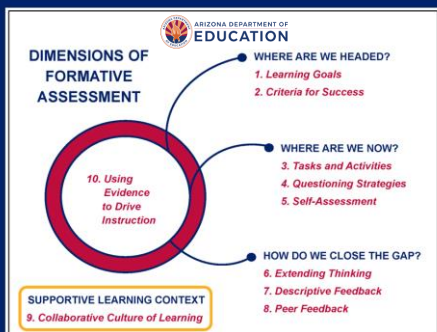 ARIZONA DEPARTMENT OF
EDUCATION
DIMENSIONS OF
FORMATIVE
ASSESSMENT
WHERE ARE WE HEADED?
1. Learning Goals
2. Criteria for Success
WHERE ARE WE NOW?
3. Tasks and Activities
4. Questioning Strategies
5. Self-Assessment
10. Using
Evidence
to Drive
Instruction
HOW DO WE CLOSE THE GAP?
6. Extending Thinking
7. Descriptive Feedback
8. Peer Feedback
SUPPORTIVE LEARNING CONTEXT
9. Collaborative Culture of Learning